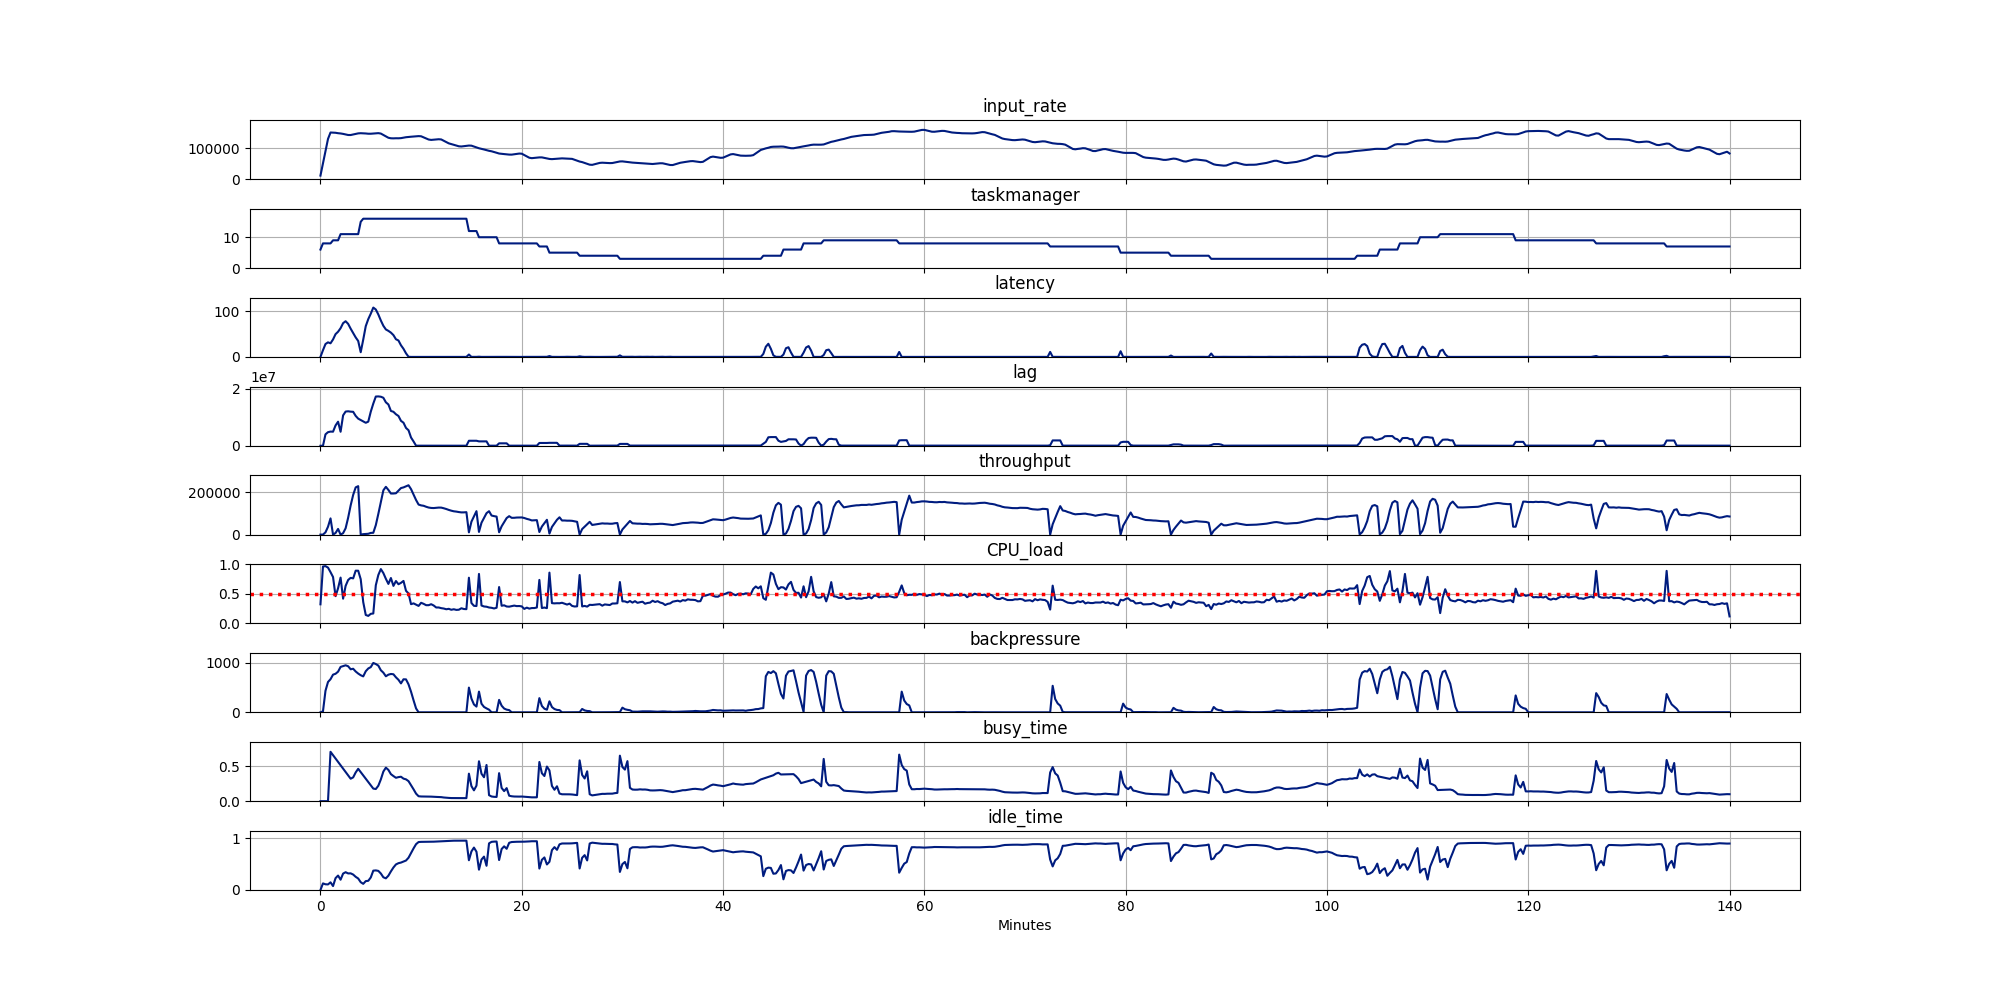 input_rate
100000
0
taskmanager
10
0
latency
100
0
1e7
lag
2
0
throughput
200000
0
CPU_load
1.0
0.5
0.0
backpressure
1000
0
busy_time
0.5
0.0
idle_time
1
0
0 20 40 60 80 100 120 140
Minutes